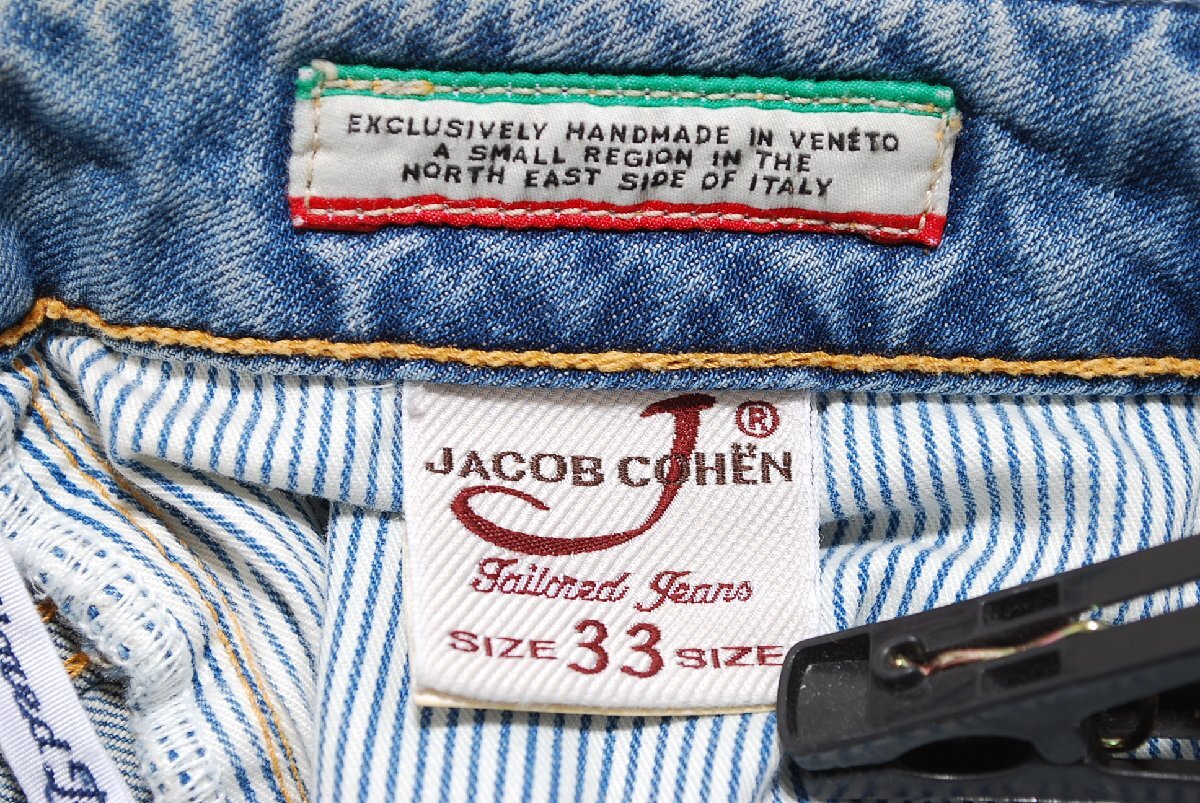 EXCLUSIVELY HANDMADE IN VENÉTO
A SMALL REGION IN THE
NORTH EAST SIDE OF ITALY
J ®
JACOB COHËN
Tailored Jeans
SIZE 33 SIZE